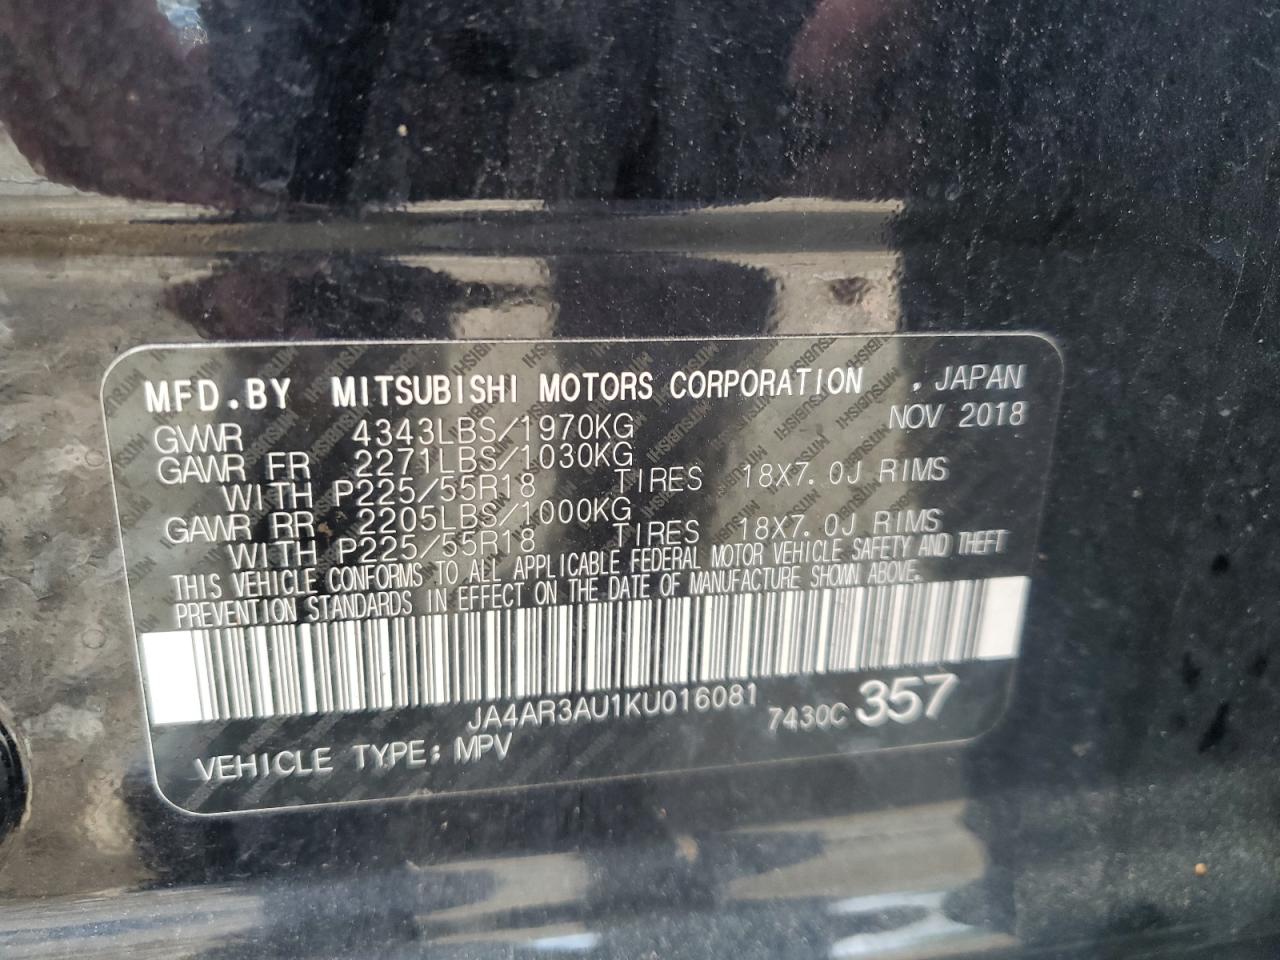 MFD.BY MITSUBISHI MOTORS CORPORATION , JAPAN
GVWR 4343LBS/1970KG NOV 2018
GAWR FR 2271LBS/1030KG
WITH P225/55R18 TIRES 18X7.0J RIMS
GAWR RR 2205LBS/1000KG
WITH P225/55R18 TIRES 18X7.0J RIMS
THIS VEHICLE CONFORMS TO ALL APPLICABLE FEDERAL MOTOR VEHICLE SAFETY AND THEFT
PREVENTION STANDARDS IN EFFECT ON THE DATE OF MANUFACTURE SHOWN ABOVE.
JA4AR3AU1KU016081 7430C 357
VEHICLE TYPE: MPV